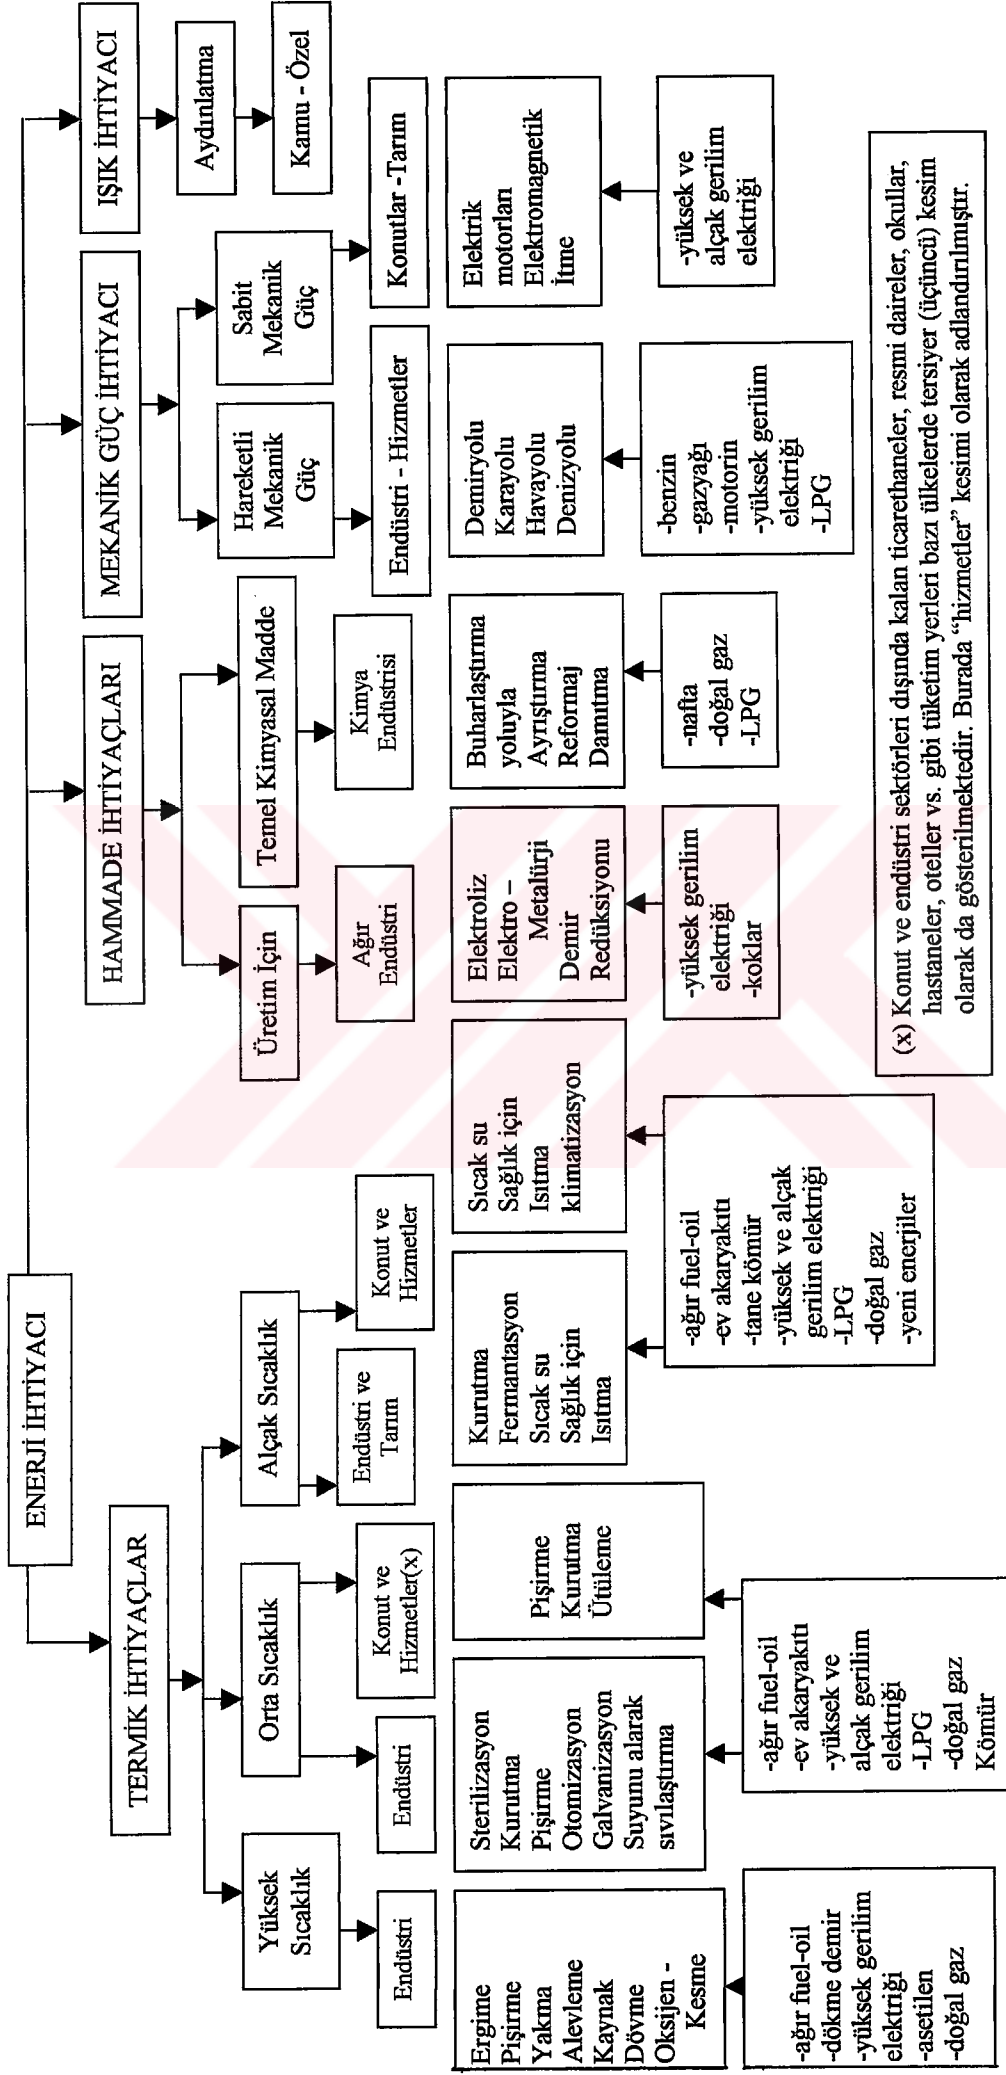 ENERJİ İHTİYACI
TERMİK İHTİYAÇLAR
HAMMADE İHTİYAÇLARI
MEKANİK GÜÇ İHTİYACI
IŞIK İHTİYACI
Yüksek
Sıcaklık
Orta Sıcaklık
Alçak Sıcaklık
Üretim İçin
Temel Kimyasal Madde
Hareketli
Mekanik
Güç
Sabit
Mekanik
Güç
Aydınlatma
Endüstri
Endüstri
Konut ve
Hizmetler(x)
Endüstri ve
Tarım
Konut ve
Hizmetler
Ağır
Endüstri
Kimya
Endüstrisi
Endüstri - Hizmetler
Konutlar -Tarım
Kamu - Özel
Ergime
Pişirme
Yakma
Alevleme
Kaynak
Dövme
Oksijen -
Kesme
Sterilizasyon
Kurutma
Pişirme
Otomizasyon
Galvanizasyon
Suyunu alarak
sıvılaştırma
Pişirme
Kurutma
Ütüleme
Kurutma
Fermantasyon
Sıcak su
Sağlık için
Isıtma
Sıcak su
Sağlık için
Isıtma
klimatizasyon
Elektroliz
Elektro –
Metalürji
Demir
Redüksiyonu
Buharlaştırma
yoluyla
Ayrıştırma
Reformaj
Damıtma
Demiryolu
Karayolu
Havayolu
Denizyolu
Elektrik
motorları
Elektromagnetik
İtme
-ağır fuel-oil
-dökme demir
-yüksek gerilim
elektriği
-asetilen
-doğal gaz
-ağır fuel-oil
-ev akaryakıtı
-yüksek ve
alçak gerilim
elektriği
-LPG
-doğal gaz
Kömür
-ağır fuel-oil
-ev akaryakıtı
-tane kömür
-yüksek ve alçak
gerilim elektriği
-LPG
-doğal gaz
-yeni enerjiler
-yüksek gerilim
elektriği
-koklar
-nafta
-doğal gaz
-LPG
-benzin
-gazyağı
-motorin
-yüksek gerilim
elektriği
-LPG
-yüksek ve
alçak gerilim
elektriği
(x) Konut ve endüstri sektörleri dışında kalan ticarethaneler, resmi daireler, okullar,
hastaneler, oteller vs. gibi tüketim yerleri bazı ülkelerde tersiyer (üçüncü) kesim
olarak da gösterilmektedir. Burada “hizmetler” kesimi olarak adlandırılmıştır.